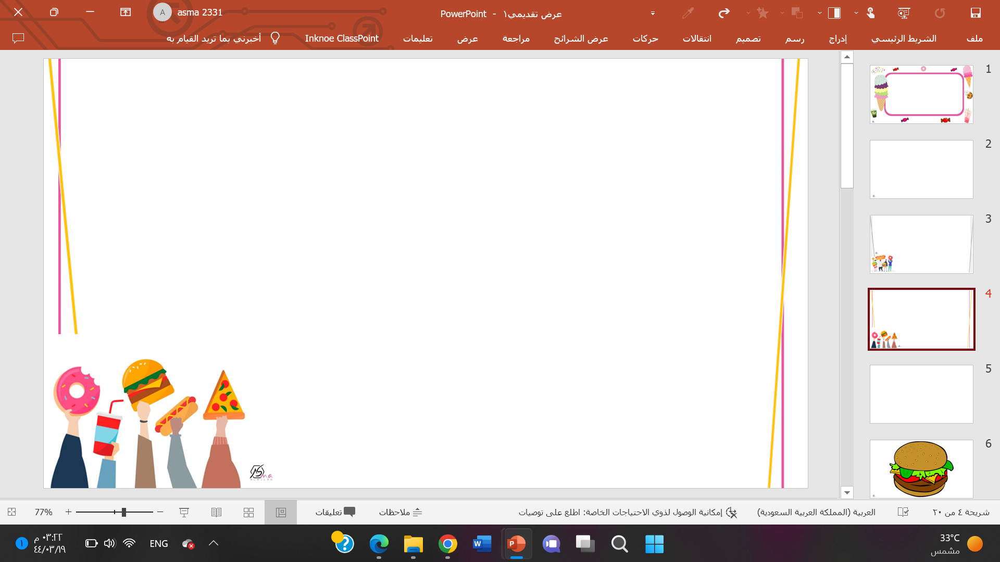 asma 2331
A
عرض تقديمي١ - PowerPoint
ملف
الشريط الرئيسي
إدراج
رسم
تصميم
انتقالات
حركات
عرض الشرائح
مراجعة
عرض
تعليمات
Inknoe ClassPoint
أخبرني بما تريد القيام به
1
2
3
4
5
6
شريحة ٤ من ٢٠
العربية (المملكة العربية السعودية)
إمكانية الوصول لذوي الاحتياجات الخاصة: اطلع على توصيات
ملاحظات
تعليقات
77%
33°C
مشمس
ENG
٠٣:٢٢ م
٤٤/٠٣/١٩
١